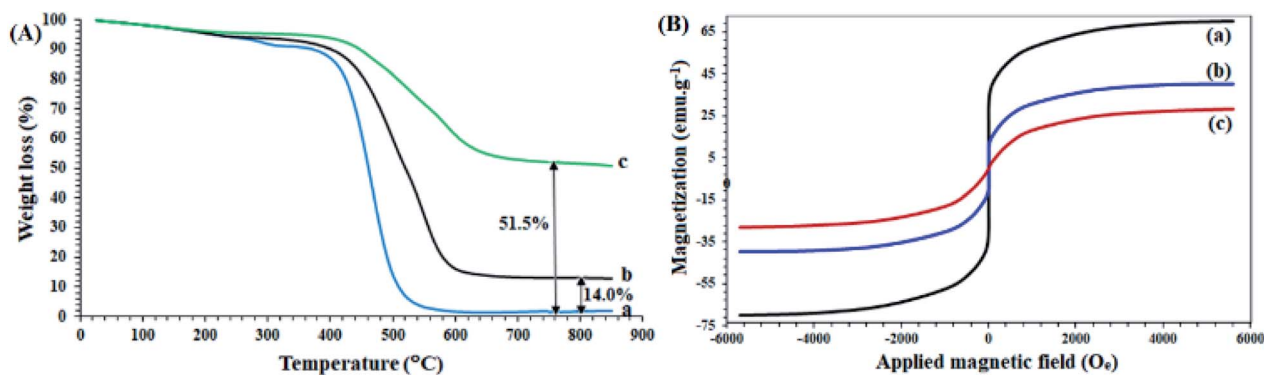 (A)
Weight loss (%)
100
90
80
70
60
50
40
30
20
10
0
0 100 200 300 400 500 600 700 800 900
Temperature (°C)
c
51.5%
b
14.0%
a
(B)
Magnetization (emu.g⁻¹)
65
45
25
5
-15
-35
-55
-75
0
-6000 -4000 -2000 0 2000 4000 6000
Applied magnetic field (Oₑ)
(a)
(b)
(c)